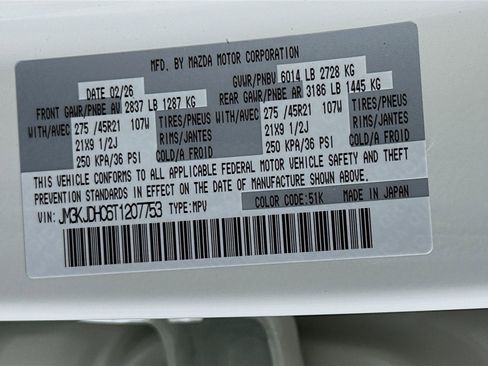 MFD. BY MAZDA MOTOR CORPORATION
DATE 02/26 GVWR/PNBV 6014 LB 2728 KG
FRONT GAWR/PNBE AV 2837 LB 1287 KG REAR GAWR/PNBE AR 3186 LB 1445 KG
WITH/AVEC 275 /45R21 107W TIRES/PNEUS WITH/AVEC 275 /45R21 107W TIRES/PNEUS
21X9 1/2J RIMS/JANTES 21X9 1/2J RIMS/JANTES
250 KPA/36 PSI COLD/A FROID 250 KPA/36 PSI COLD/A FROID
THIS VEHICLE CONFORMS TO ALL APPLICABLE FEDERAL MOTOR VEHICLE SAFETY AND THEFT
PREVENTION STANDARDS IN EFFECT ON THE DATE OF MANUFACTURE SHOWN ABOVE.
VIN: JM3KJDHC6T1207753 TYPE:MPV COLOR CODE:51K MADE IN JAPAN